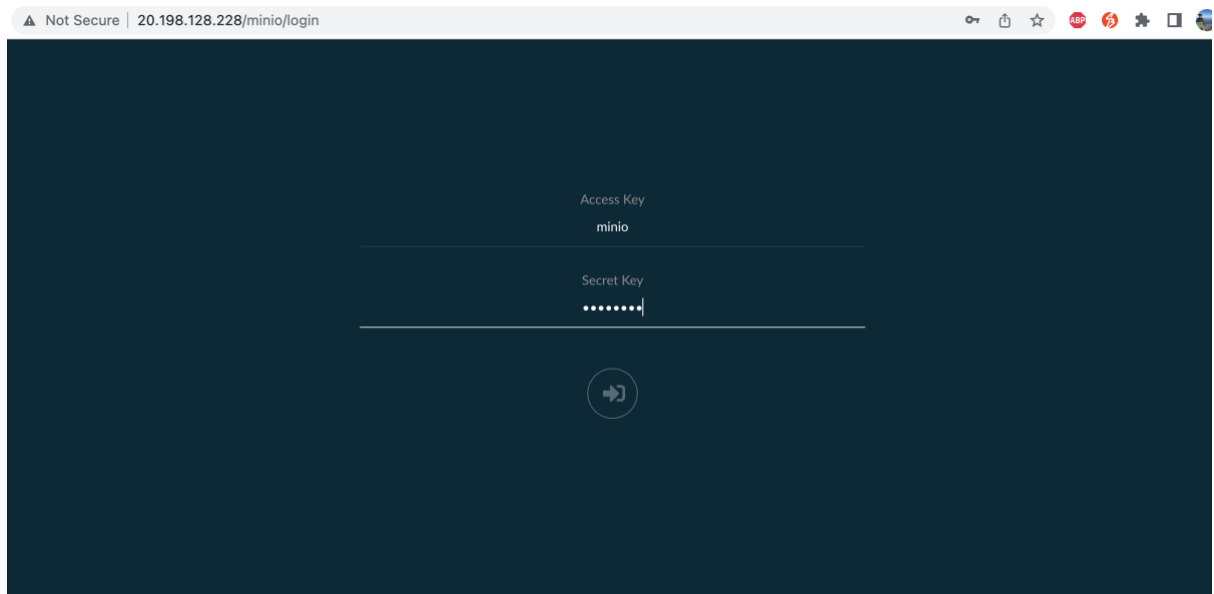 Not Secure 20.198.128.228/minio/login
ABP
Access Key
minio
Secret Key
••••••••